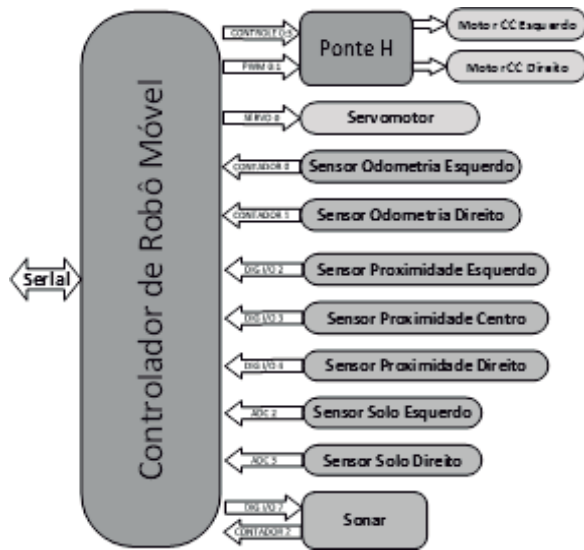 CONTROLE 0:3
Ponte H
Motor CC Esquerdo
PWM 0:1
Motor CC Direito
SERVO 0
Servomotor
CONTADOR 0
Sensor Odometria Esquerdo
CONTADOR 1
Sensor Odometria Direito
Serial
Controlador de Robô Móvel
DIG I/O 2
Sensor Proximidade Esquerdo
DIG I/O 3
Sensor Proximidade Centro
DIG I/O 4
Sensor Proximidade Direito
ADC 2
Sensor Solo Esquerdo
ADC 3
Sensor Solo Direito
DIG I/O 7
Sonar
CONTADOR 2